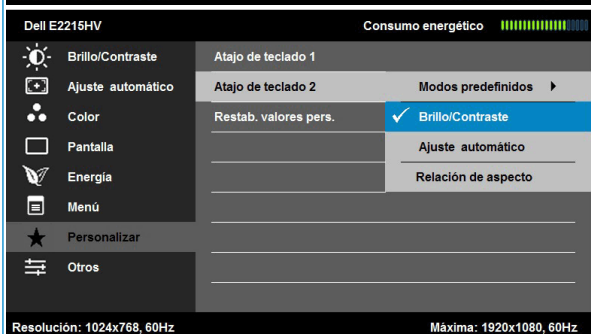 Dell E2215HV Consumo energético
Brillo/Contraste Atajo de teclado 1
Ajuste automático Atajo de teclado 2 Modos predefinidos
Color Restab. valores pers. Brillo/Contraste
Pantalla Ajuste automático
Energía Relación de aspecto
Menú
Personalizar
Otros
Resolución: 1024x768, 60Hz Máxima: 1920x1080, 60Hz